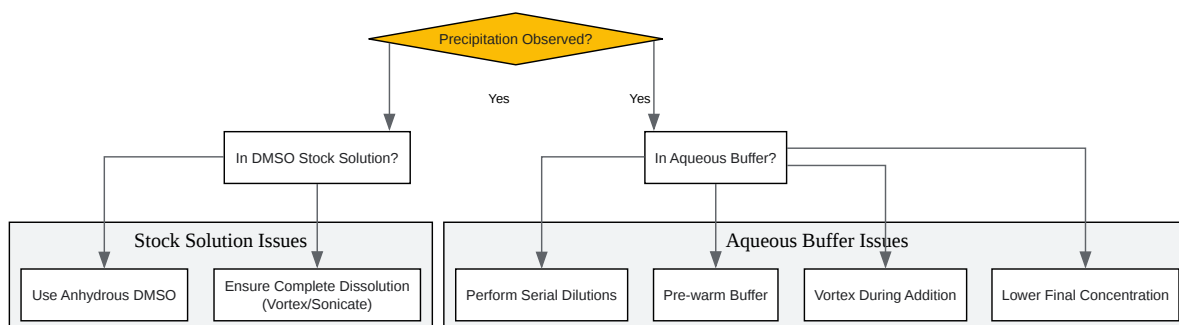 Precipitation Observed?
Yes
Yes
In DMSO Stock Solution?
In Aqueous Buffer?
Stock Solution Issues
Aqueous Buffer Issues
Use Anhydrous DMSO
Ensure Complete Dissolution
(Vortex/Sonicate)
Perform Serial Dilutions
Pre-warm Buffer
Vortex During Addition
Lower Final Concentration